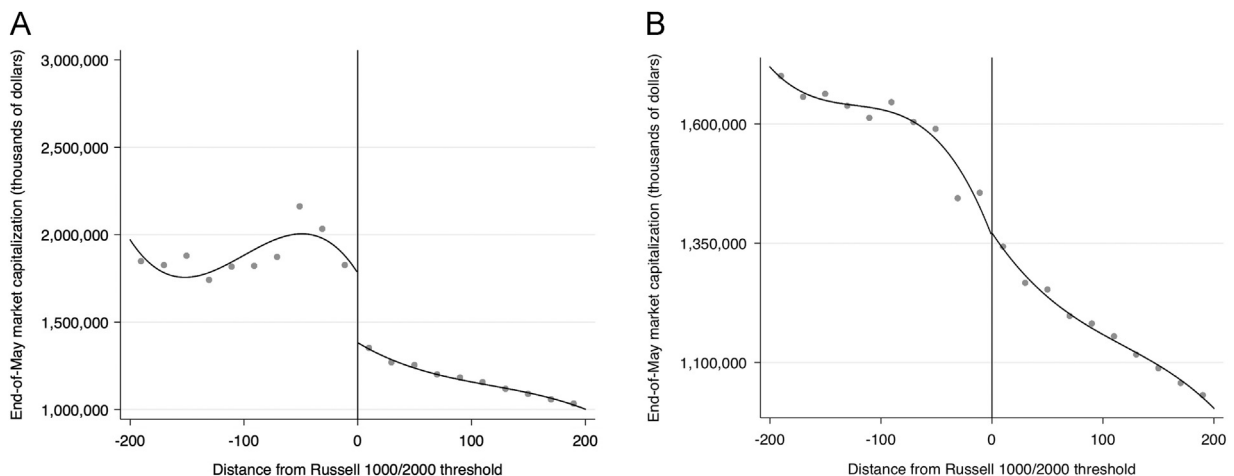 A
End-of-May market capitalization (thousands of dollars)
3,000,000
2,500,000
2,000,000
1,500,000
1,000,000
-200 -100 0 100 200
Distance from Russell 1000/2000 threshold
B
End-of-May market capitalization (thousands of dollars)
1,600,000
1,350,000
1,100,000
-200 -100 0 100 200
Distance from Russell 1000/2000 threshold